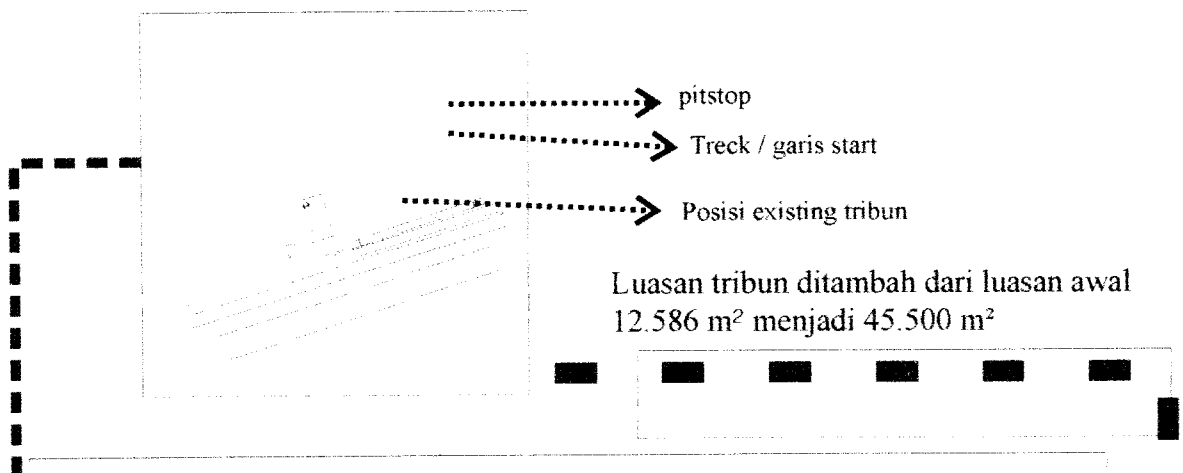 pitstop
Treck / garis start
Posisi existing tribun
Luasan tribun ditambah dari luasan awal
12.586 m² menjadi 45.500 m²